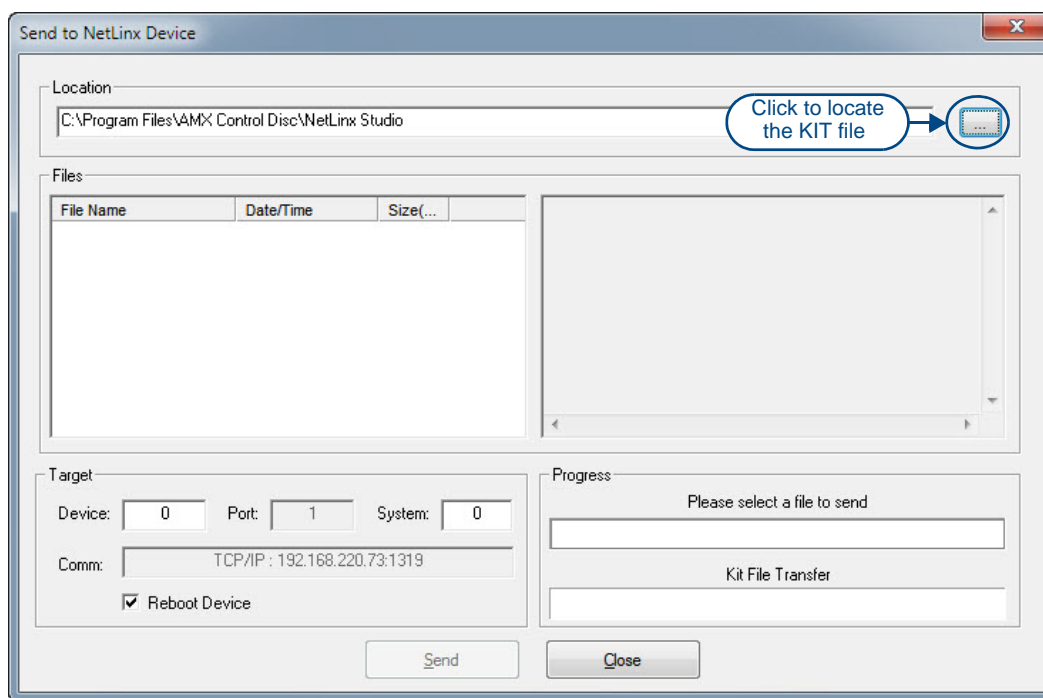 Send to NetLinx Device
Location
C:\Program Files\AMX Control Disc\NetLinx Studio
Click to locate
the KIT file
...
Files
File Name Date/Time Size(...
Target
Device: 0 Port: 1 System: 0
Comm: TCP/IP : 192.168.220.73:1319
Reboot Device
Progress
Please select a file to send
Kit File Transfer
Send Close